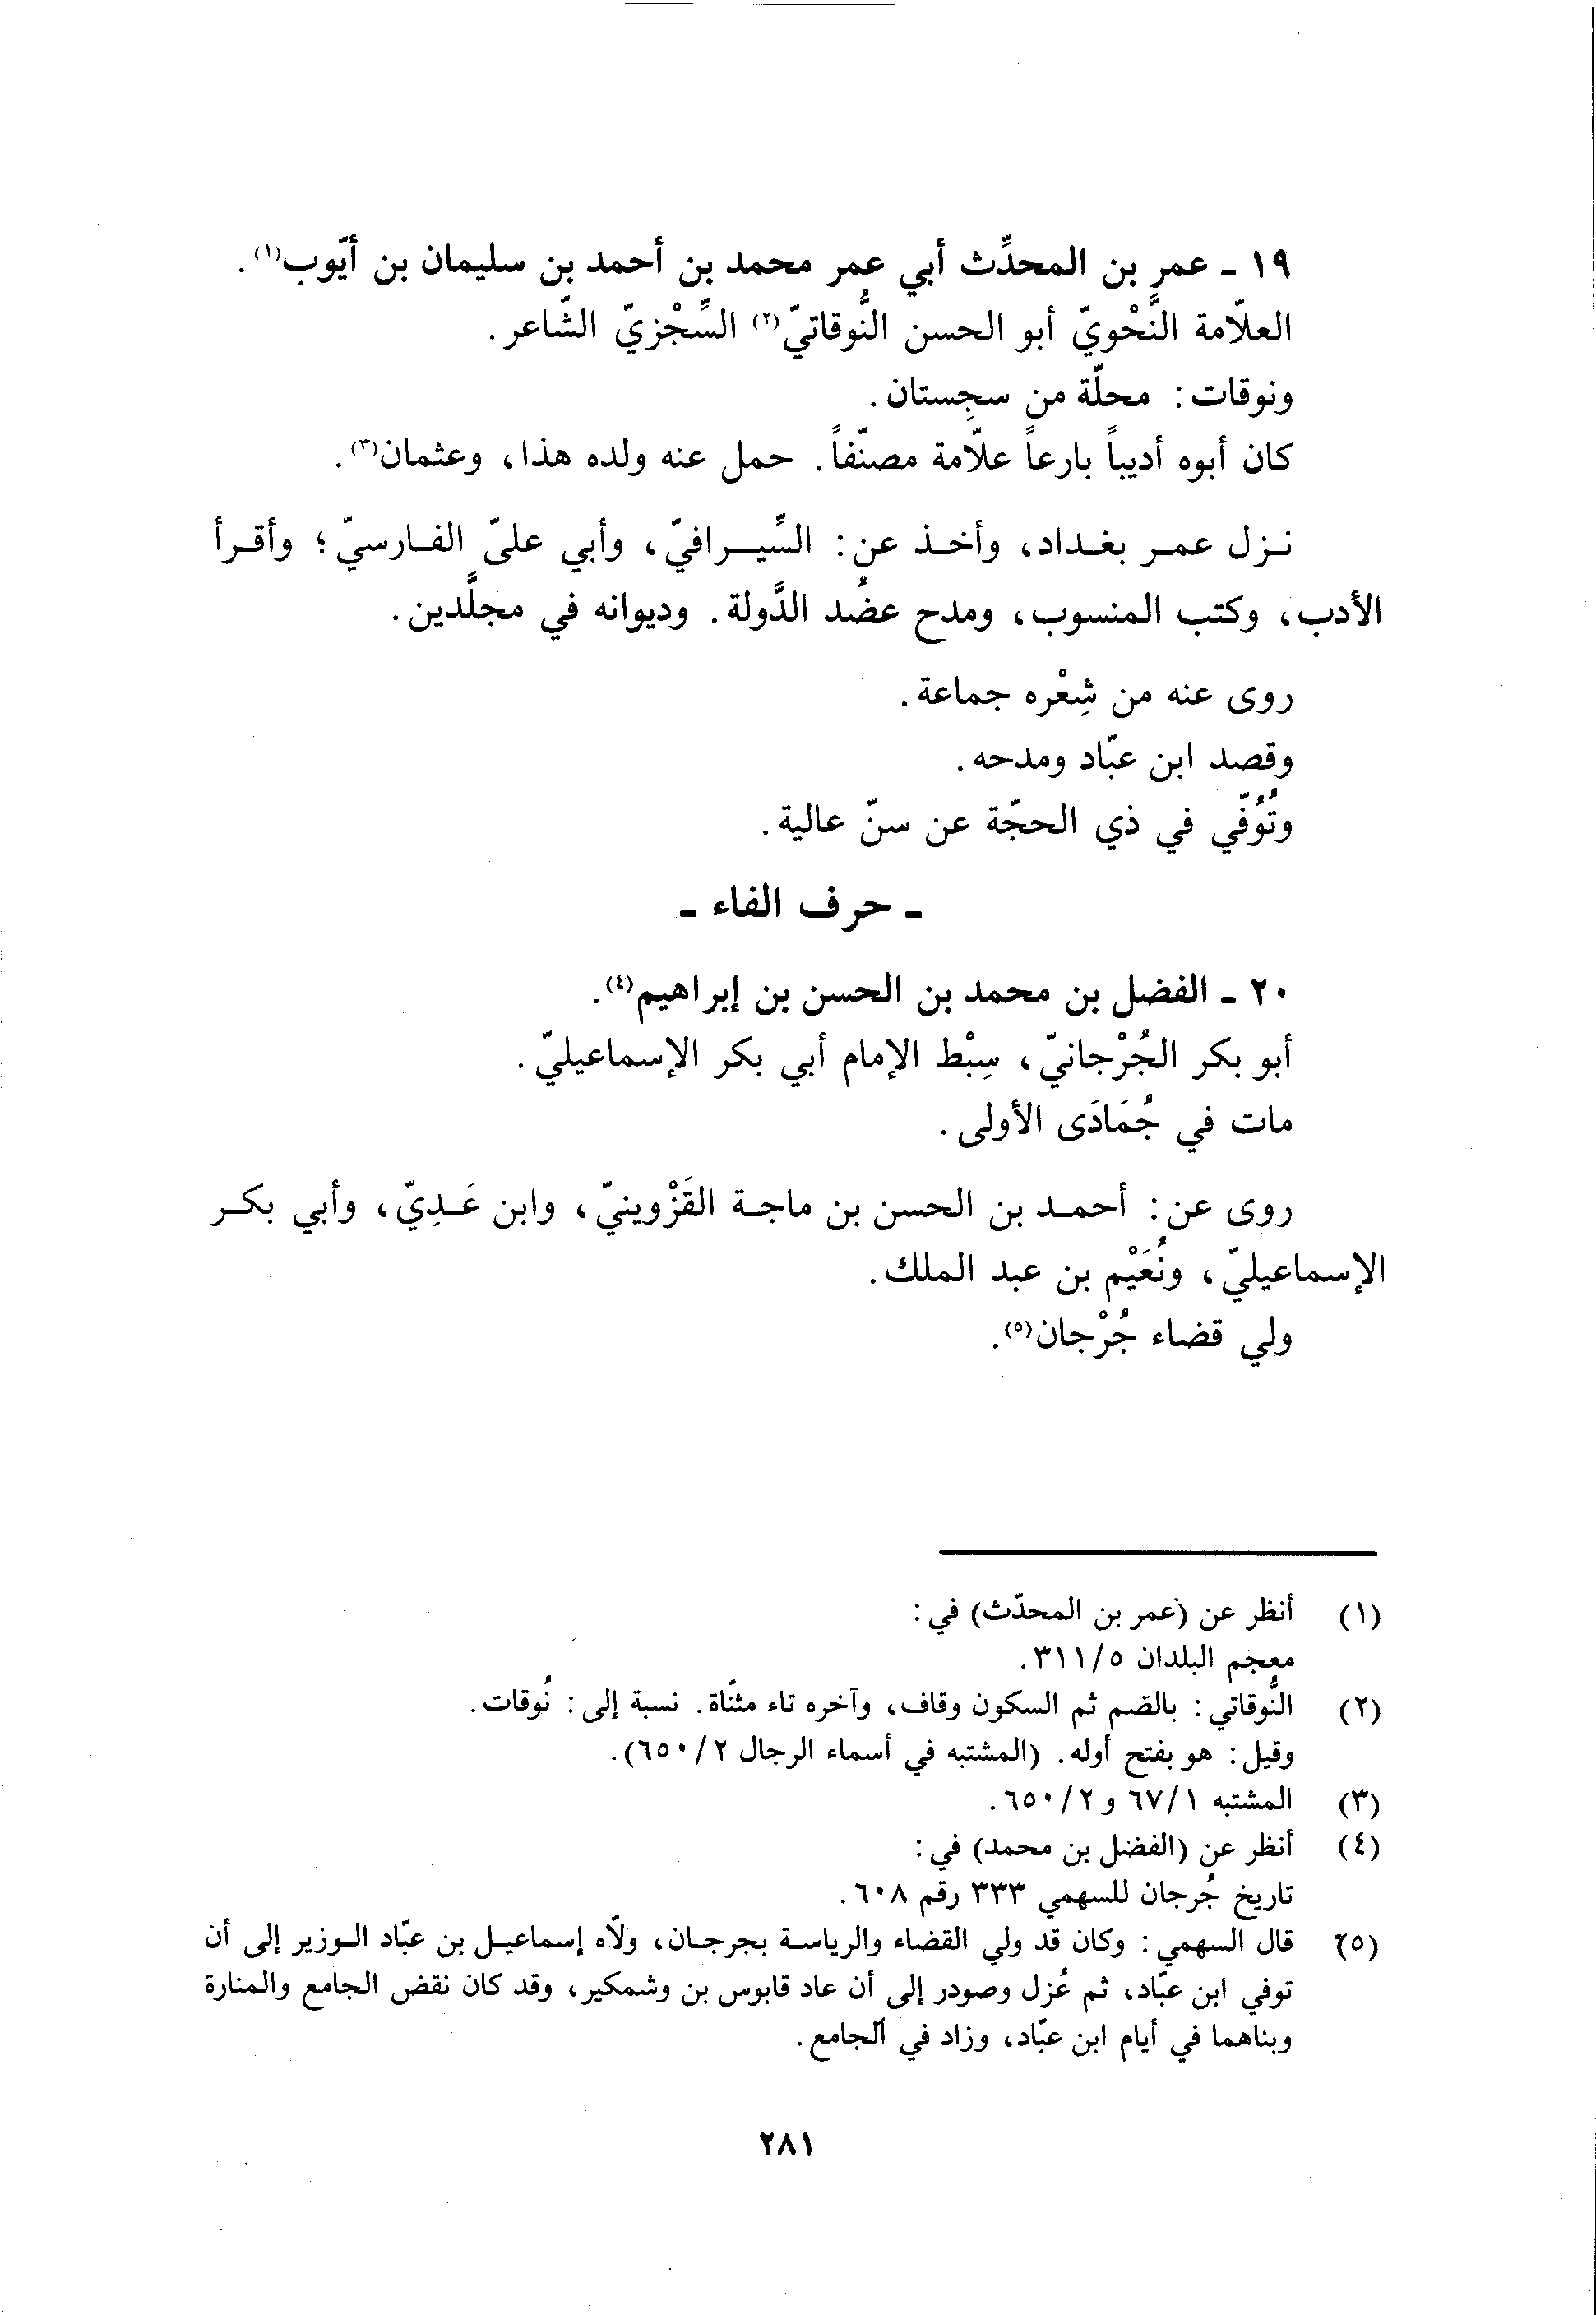 ١٩ ـ عمر بن المحدِّث أبي عمر محمد بن أحمد بن سليمان بن أيّوب(١).
العلاّمة النَّحْويّ أبو الحسن النُّوقاتيّ(٢) السِّجْزيّ الشّاعر.
ونوقات: محلّة من سجِستان.
كان أبوه أديباً بارعاً علاّمة مصنّفاً. حمل عنه ولده هذا، وعثمان(٣).
نـزل عمـر بغـداد، وأخـذ عن: السِّيـرافيّ، وأبي علىّ الفـارسيّ؛ وأقـرأ
الأدب، وكتب المنسوب، ومدح عضُد الدَّولة. وديوانه في مجلَّدين.
روى عنه من شِعْره جماعة.
وقصد ابن عبّاد ومدحه.
وتُوُفّي في ذي الحجّة عن سنّ عالية.
ـ حرف الفاء ـ
٢٠ ـ الفضل بن محمد بن الحسن بن إبراهيم(٤).
أبو بكر الجُرْجانيّ، سِبْط الإمام أبي بكر الإسماعيليّ.
مات في جُمَادَى الأولى.
روى عن: أحمـد بن الحسن بن ماجـة القَزْوينيّ، وابن عَـدِيّ، وأبي بكـر
الإسماعيليّ، ونُعَيْم بن عبد الملك.
ولي قضاء جُرْجان(٥).
(١) أنظر عن (عمر بن المحدّث) في:
معجم البلدان ٣١١/٥.
(٢) النُّوقاتي: بالضم ثم السكون وقاف، وآخره تاء مثنّاة. نسبة إلى: نُوقات.
وقيل: هو بفتح أوله. (المشتبه في أسماء الرجال ٦٥٠/٢).
(٣) المشتبه ٦٧/١ و ٦٥٠/٢.
(٤) أنظر عن (الفضل بن محمد) في:
تاريخ جُرجان للسهمي ٣٣٣ رقم ٦٠٨.
(٥) قال السهمي: وكان قد ولي القضاء والرياسـة بجرجـان، ولاّه إسماعيـل بن عبّاد الـوزير إلى أن
توفي ابن عبّاد، ثم عُزل وصودر إلى أن عاد قابوس بن وشمكير، وقد كان نقض الجامع والمنارة
وبناهما في أيام ابن عبّاد، وزاد في الجامع.
٢٨١